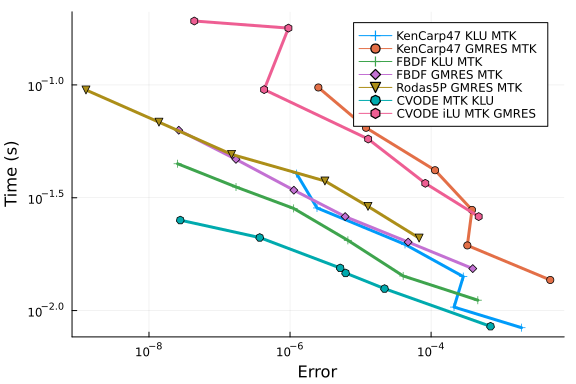 KenCarp47 KLU MTK
KenCarp47 GMRES MTK
FBDF KLU MTK
FBDF GMRES MTK
Rodas5P GMRES MTK
CVODE MTK KLU
CVODE iLU MTK GMRES
Time (s)
10⁻¹·⁰
10⁻¹·⁵
10⁻²·⁰
10⁻⁸
10⁻⁶
10⁻⁴
Error